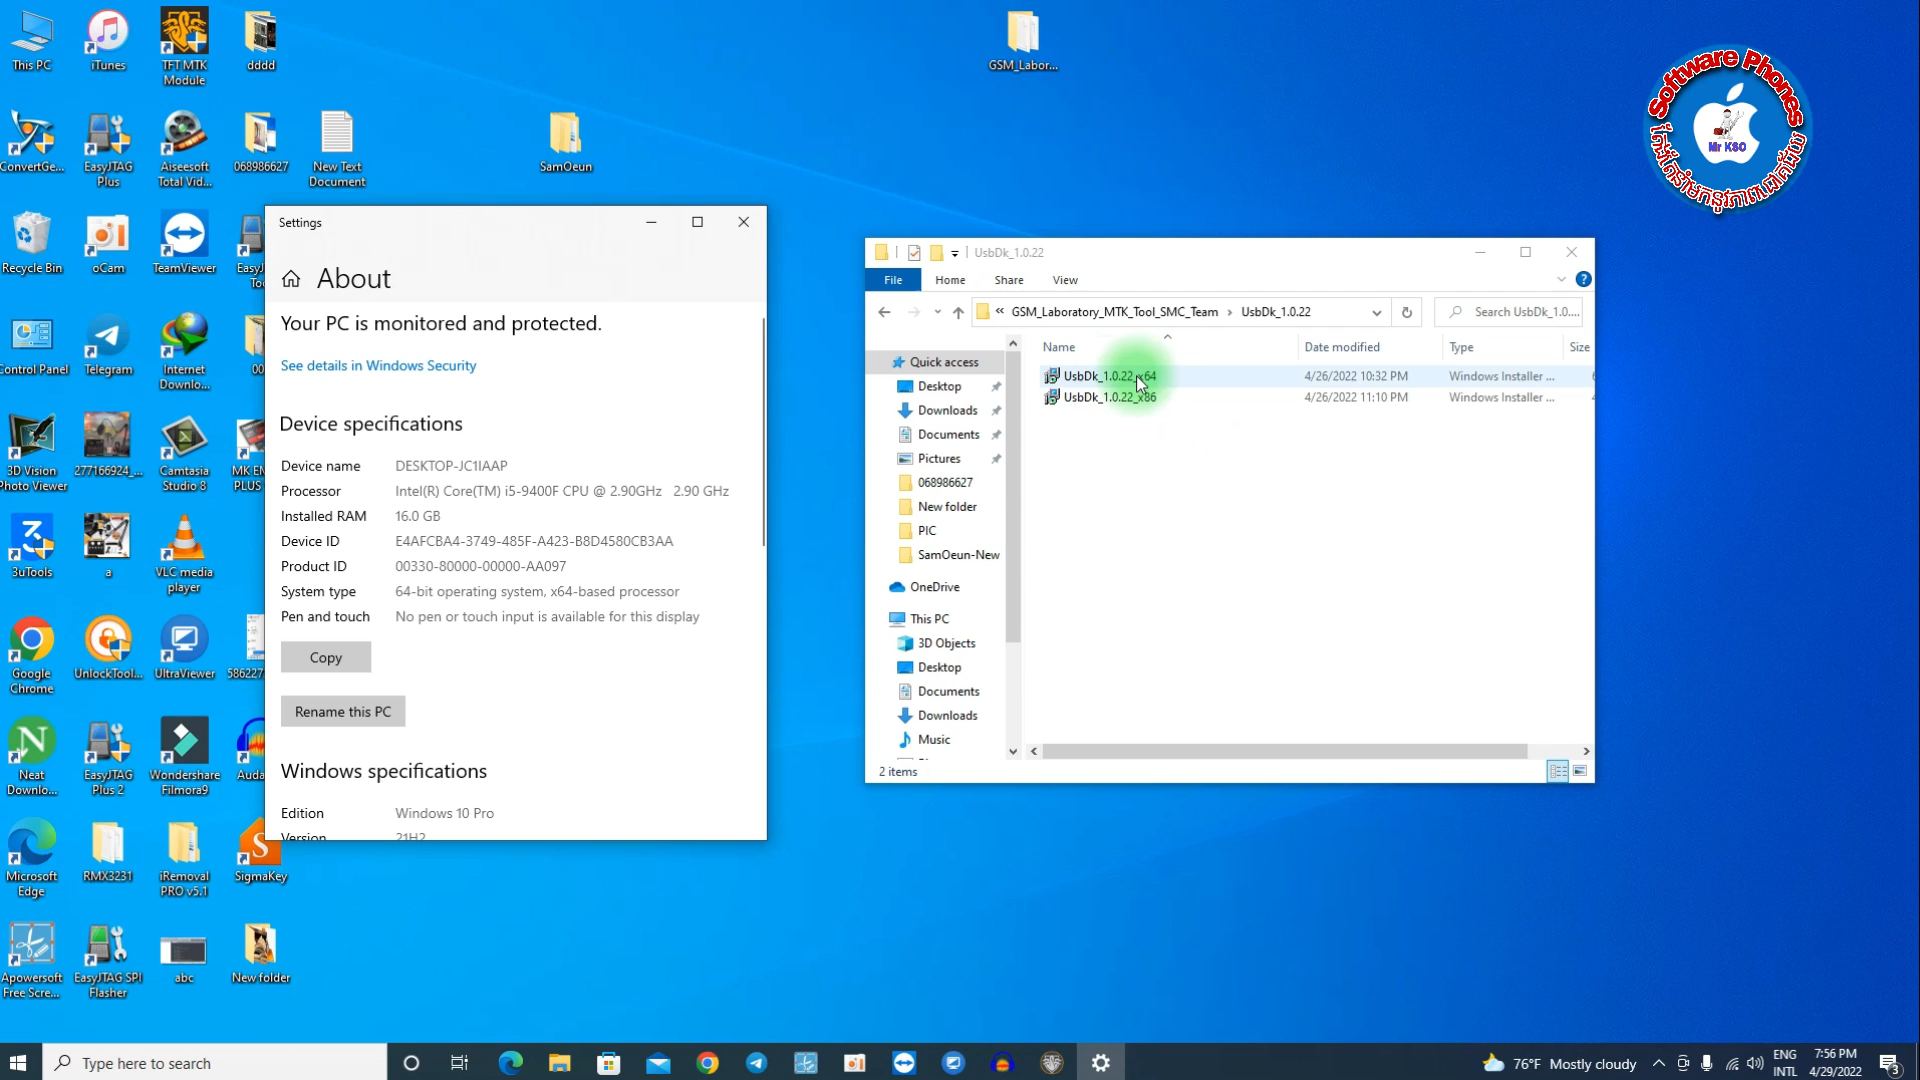 This PC
iTunes
TFT MTK
Module
dddd
GSM_Labor...
Software Phones
Mr KSO
ConvertGe...
EasyJTAG
Plus
Aiseesoft
Total Vid...
068986627
New Text
Document
SamOeun
Recycle Bin
oCam
TeamViewer
EasyJ
Too
Control Panel
Telegram
Internet
Downlo...
00
3D Vision
Photo Viewer
277166924_...
Camtasia
Studio 8
MK EM
PLUS
3uTools
a
VLC media
player
Google
Chrome
UnlockTool...
UltraViewer
586227
Neat
Downlo...
EasyJTAG
Plus 2
Wondershare
Filmora9
Auda
Microsoft
Edge
RMX3231
iRemoval
PRO v5.1
SigmaKey
Apowersoft
Free Scre...
EasyJTAG SPI
Flasher
abc
New folder
Settings
About
Your PC is monitored and protected.
See details in Windows Security
Device specifications
Device name DESKTOP-JC1IAAP
Processor Intel(R) Core(TM) i5-9400F CPU @ 2.90GHz 2.90 GHz
Installed RAM 16.0 GB
Device ID E4AFCBA4-3749-485F-A423-B8D4580CB3AA
Product ID 00330-80000-00000-AA097
System type 64-bit operating system, x64-based processor
Pen and touch No pen or touch input is available for this display
Copy
Rename this PC
Windows specifications
Edition Windows 10 Pro
Version 21H2
UsbDk_1.0.22
File Home Share View
« GSM_Laboratory_MTK_Tool_SMC_Team › UsbDk_1.0.22
Search UsbDk_1.0....
Name Date modified Type Size
UsbDk_1.0.22_x64 4/26/2022 10:32 PM Windows Installer ...
UsbDk_1.0.22_x86 4/26/2022 11:10 PM Windows Installer ...
Quick access
Desktop
Downloads
Documents
Pictures
068986627
New folder
PIC
SamOeun-New
OneDrive
This PC
3D Objects
Desktop
Documents
Downloads
Music
2 items
Type here to search
76°F Mostly cloudy
ENG
INTL
7:56 PM
4/29/2022
3